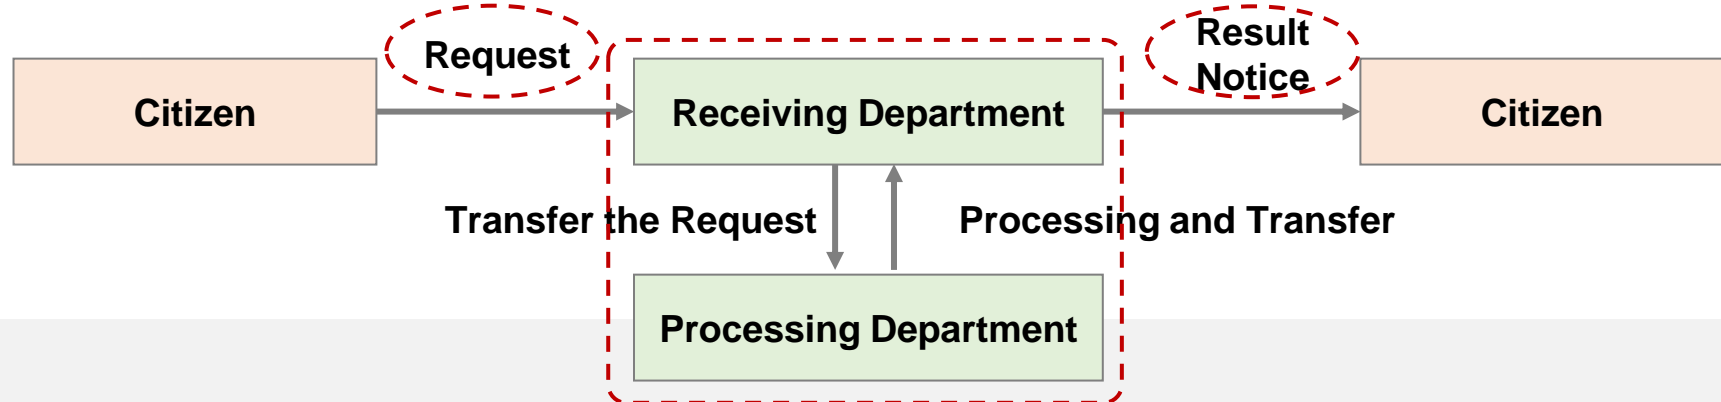 Request
Result
Notice
Citizen
Receiving Department
Citizen
Transfer the Request
Processing and Transfer
Processing Department